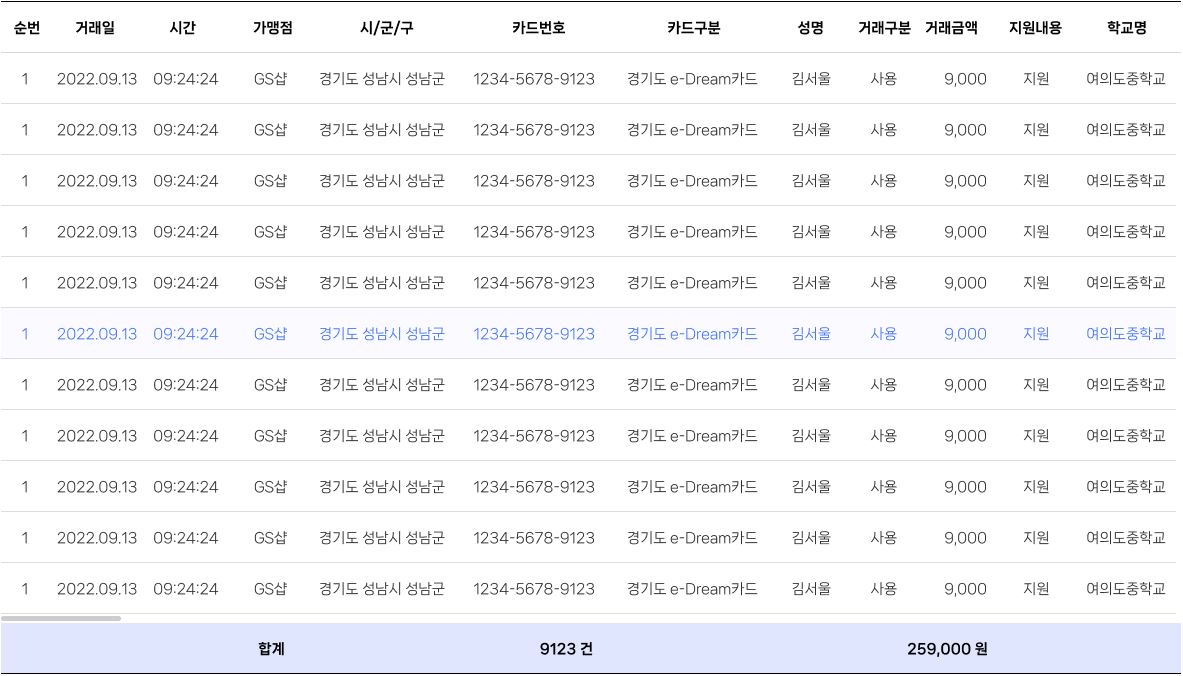 순번 거래일 시간 가맹점 시/군/구 카드번호 카드구분 성명 거래구분 거래금액 지원내용 학교명
1 2022.09.13 09:24:24 GS샵 경기도 성남시 성남군 1234-5678-9123 경기도 e-Dream카드 김서울 사용 9,000 지원 여의도중학교
1 2022.09.13 09:24:24 GS샵 경기도 성남시 성남군 1234-5678-9123 경기도 e-Dream카드 김서울 사용 9,000 지원 여의도중학교
1 2022.09.13 09:24:24 GS샵 경기도 성남시 성남군 1234-5678-9123 경기도 e-Dream카드 김서울 사용 9,000 지원 여의도중학교
1 2022.09.13 09:24:24 GS샵 경기도 성남시 성남군 1234-5678-9123 경기도 e-Dream카드 김서울 사용 9,000 지원 여의도중학교
1 2022.09.13 09:24:24 GS샵 경기도 성남시 성남군 1234-5678-9123 경기도 e-Dream카드 김서울 사용 9,000 지원 여의도중학교
1 2022.09.13 09:24:24 GS샵 경기도 성남시 성남군 1234-5678-9123 경기도 e-Dream카드 김서울 사용 9,000 지원 여의도중학교
1 2022.09.13 09:24:24 GS샵 경기도 성남시 성남군 1234-5678-9123 경기도 e-Dream카드 김서울 사용 9,000 지원 여의도중학교
1 2022.09.13 09:24:24 GS샵 경기도 성남시 성남군 1234-5678-9123 경기도 e-Dream카드 김서울 사용 9,000 지원 여의도중학교
1 2022.09.13 09:24:24 GS샵 경기도 성남시 성남군 1234-5678-9123 경기도 e-Dream카드 김서울 사용 9,000 지원 여의도중학교
1 2022.09.13 09:24:24 GS샵 경기도 성남시 성남군 1234-5678-9123 경기도 e-Dream카드 김서울 사용 9,000 지원 여의도중학교
1 2022.09.13 09:24:24 GS샵 경기도 성남시 성남군 1234-5678-9123 경기도 e-Dream카드 김서울 사용 9,000 지원 여의도중학교
합계 9123 건 259,000 원